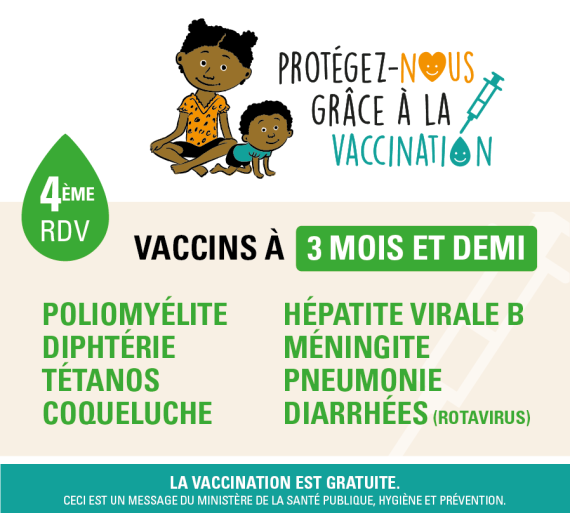 PROTÉGEZ-NOUS
GRÂCE À LA
VACCINATION
4ÈME
RDV
VACCINS À 3 MOIS ET DEMI
POLIOMYÉLITE
DIPHTÉRIE
TÉTANOS
COQUELUCHE
HÉPATITE VIRALE B
MÉNINGITE
PNEUMONIE
DIARRHÉES (ROTAVIRUS)
LA VACCINATION EST GRATUITE.
CECI EST UN MESSAGE DU MINISTÈRE DE LA SANTÉ PUBLIQUE, HYGIÈNE ET PRÉVENTION.